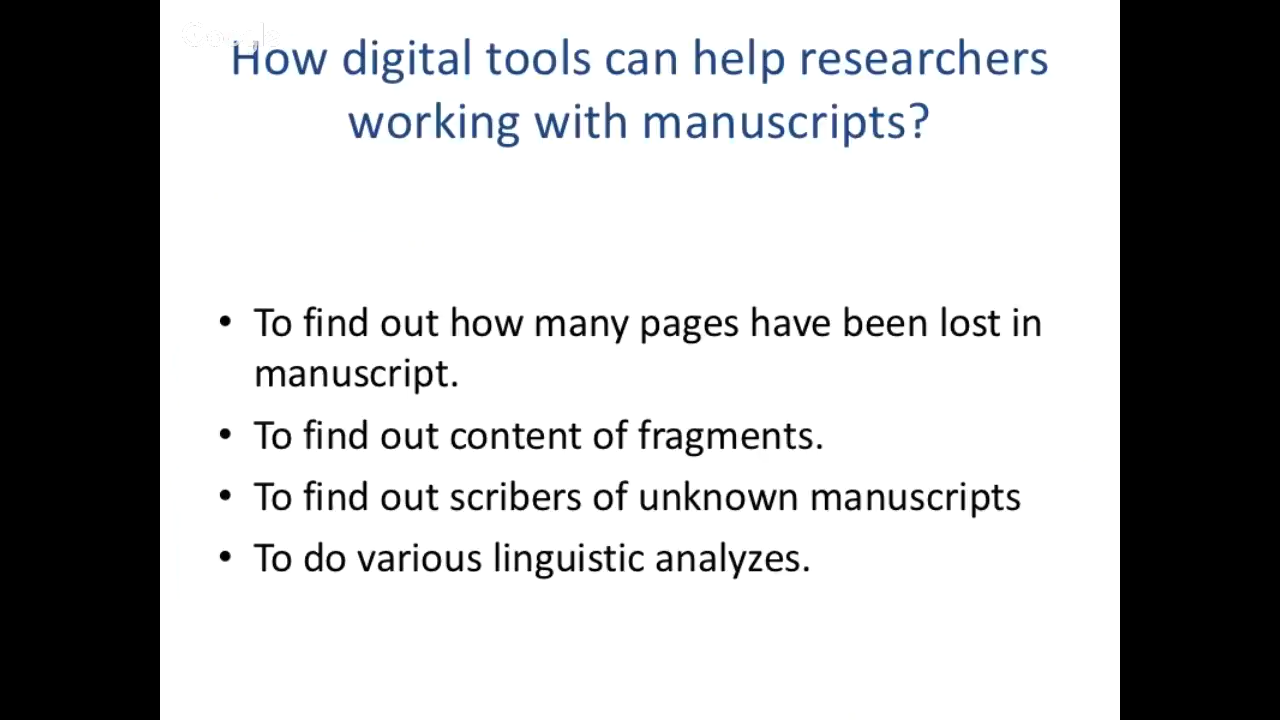 Google
How digital tools can help researchers
working with manuscripts?
• To find out how many pages have been lost in
manuscript.
• To find out content of fragments.
• To find out scribers of unknown manuscripts
• To do various linguistic analyzes.